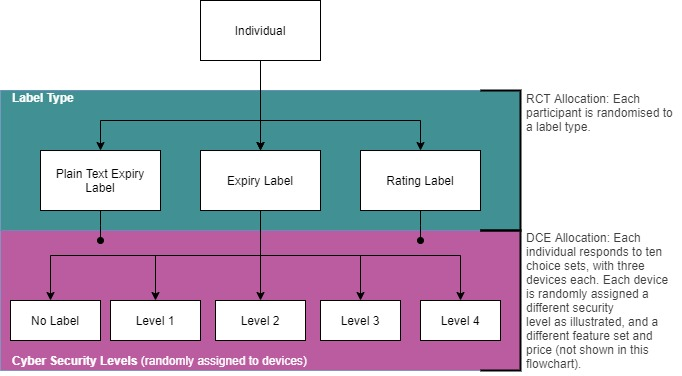 Individual
Label Type
RCT Allocation: Each
participant is randomised to
a label type.
Plain Text Expiry
Label
Expiry Label
Rating Label
DCE Allocation: Each
individual responds to ten
choice sets, with three
devices each. Each device
is randomly assigned a
different security
level as illustrated, and a
different feature set and
price (not shown in this
flowchart).
No Label
Level 1
Level 2
Level 3
Level 4
Cyber Security Levels (randomly assigned to devices)